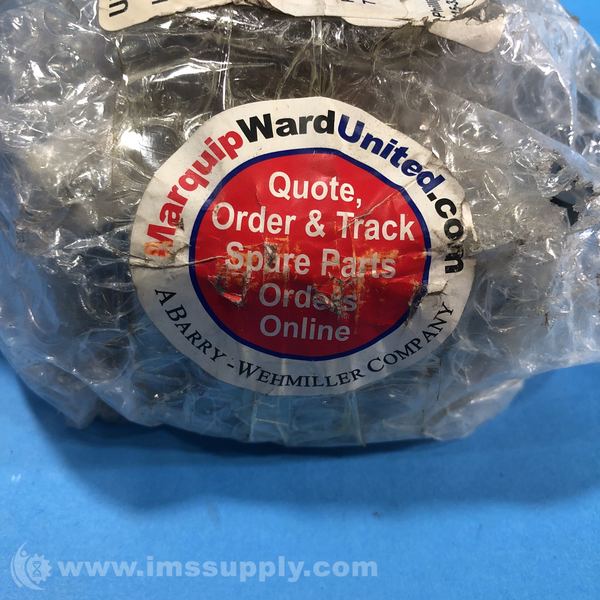 MarquipWardUnited.com
Quote,
Order & Track
Spare Parts
Orders
Online
A BARRY-WEHMILLER COMPANY
www.imssupply.com